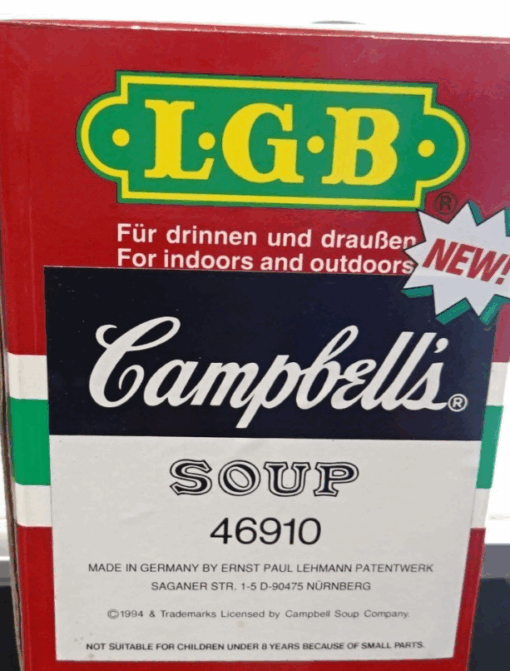 L·G·B
®
Für drinnen und draußen
For indoors and outdoors
NEW!
Campbell's®
SOUP
46910
MADE IN GERMANY BY ERNST PAUL LEHMANN PATENTWERK
SAGANER STR. 1-5 D-90475 NÜRNBERG
©1994 & Trademarks Licensed by Campbell Soup Company.
NOT SUITABLE FOR CHILDREN UNDER 8 YEARS BECAUSE OF SMALL PARTS.